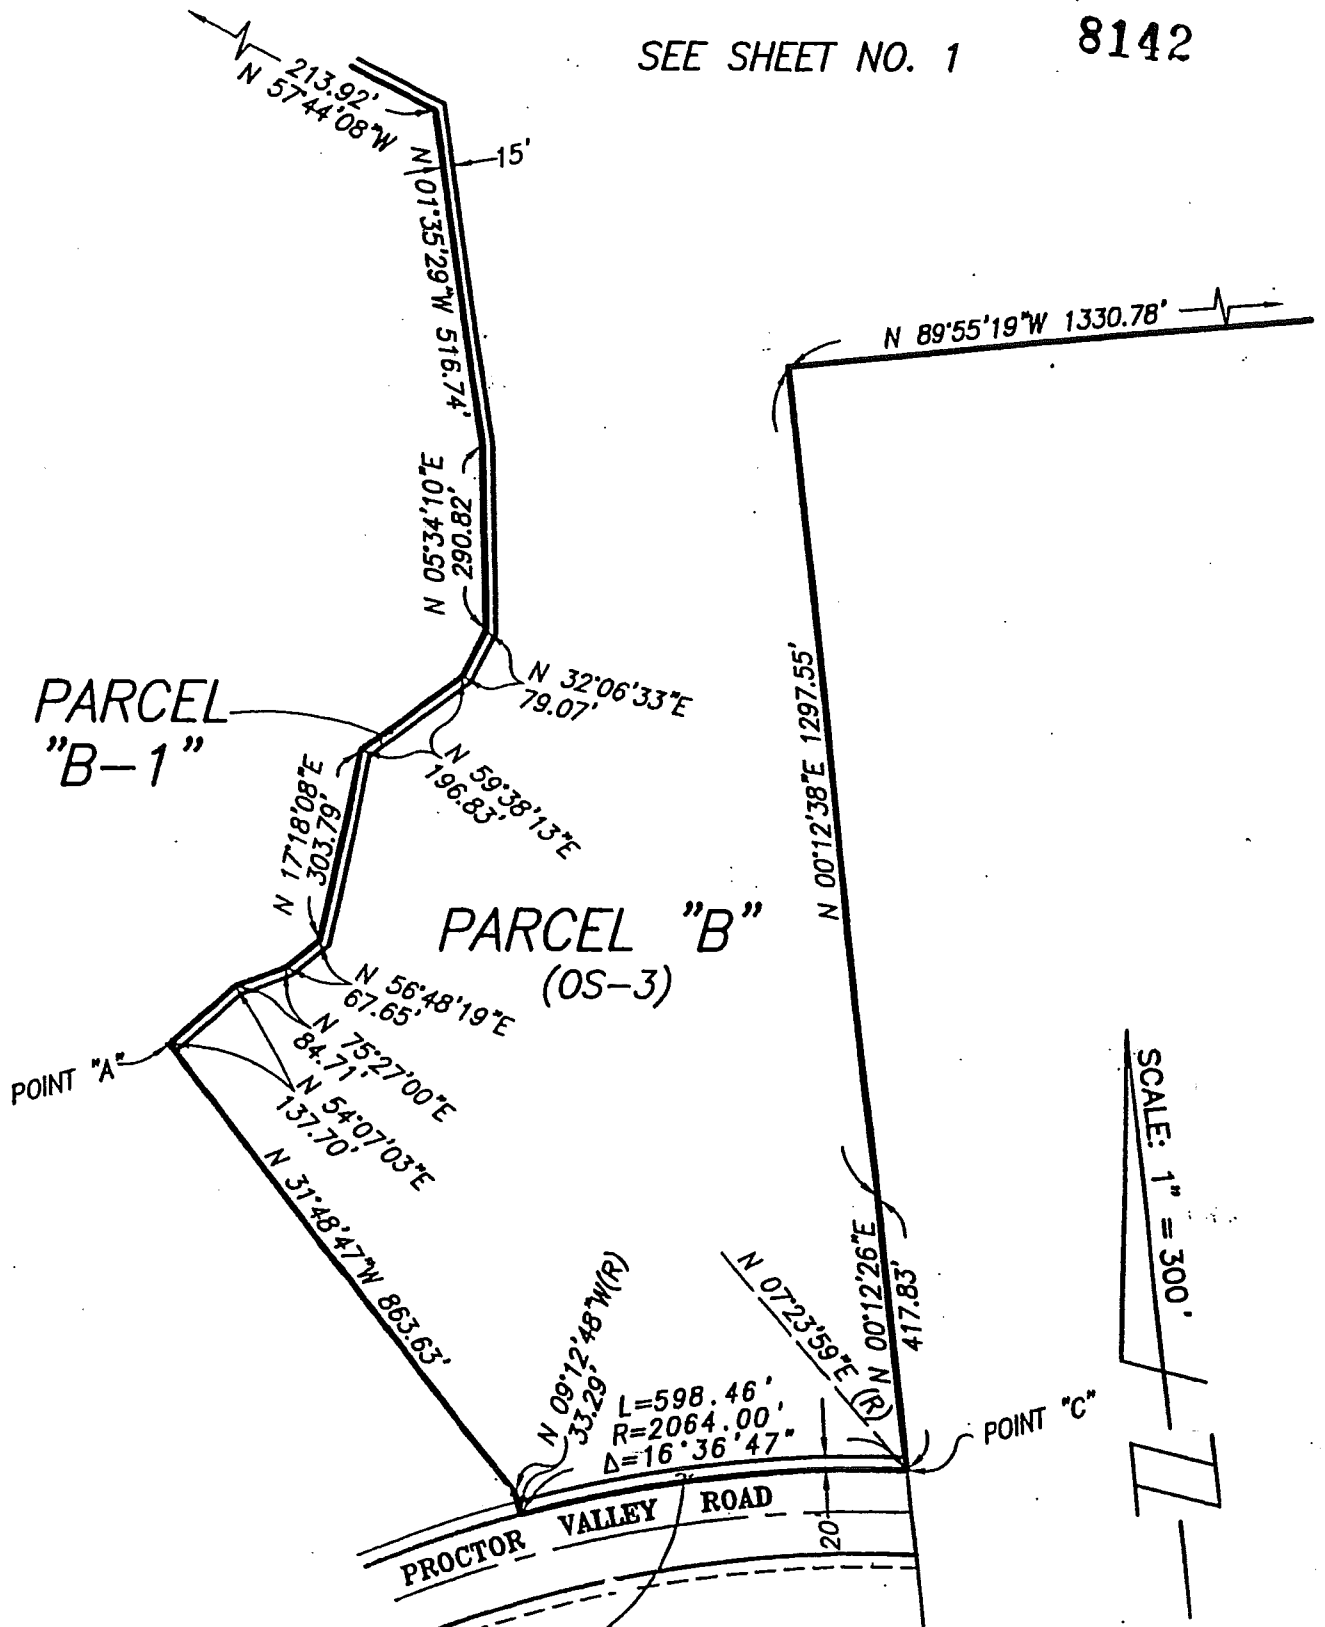 SEE SHEET NO. 1
8142
213.92'
N 57°44'08"W
15'
N 01°35'29"W 516.74'
N 89°55'19"W 1330.78'
N 05°34'10"E
290.82'
N 32°06'33"E
79.07'
PARCEL
"B-1"
N 59°38'13"E
196.83'
N 00°12'38"E 1297.55'
N 17°18'08"E
303.79'
PARCEL "B"
(OS-3)
N 56°48'19"E
67.65'
N 75°27'00"E
84.71'
POINT "A"
N 54°07'03"E
137.70'
SCALE: 1" = 300'
N 31°48'47"W 863.63'
N 09°12'48"W(R)
33.29'
N 07°23'59"E (R)
N 00°12'26"E
417.83'
L=598.46'
R=2064.00'
Δ=16°36'47"
POINT "C"
PROCTOR VALLEY ROAD
20'